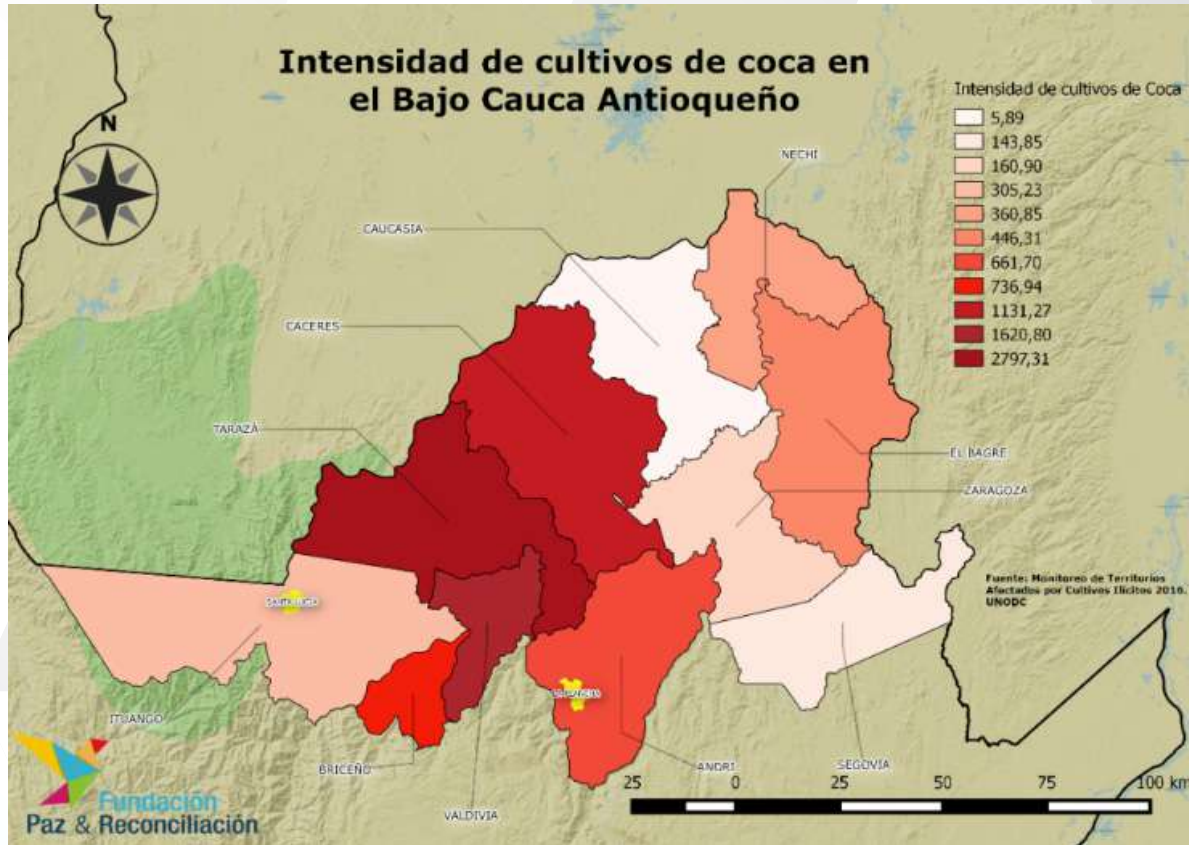 Intensidad de cultivos de coca en
el Bajo Cauca Antioqueño
N
Intensidad de cultivos de Coca
5,89
143,85
160,90
305,23
360,85
446,31
661,70
736,94
1131,27
1620,80
2797,31
NECHÍ
CAUCASIA
CACERES
TARAZÁ
EL BAGRE
ZARAGOZA
SANTA LUCIA
ITUANGO
BRICEÑO
VALDIVIA
ANORI
SEGOVIA
Fuente: Monitoreo de Territorios
Afectados por Cultivos Ilícitos 2016.
UNODC
25 0 25 50 75 100 km
Fundación
Paz & Reconciliación